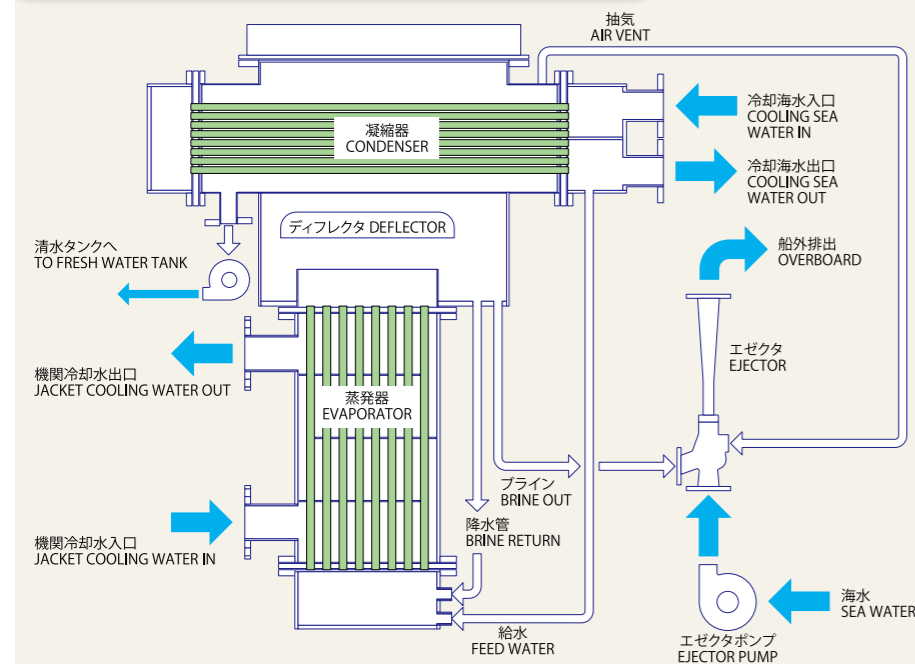 抽気
AIR VENT
冷却海水入口
COOLING SEA
WATER IN
凝縮器
CONDENSER
冷却海水出口
COOLING SEA
WATER OUT
ディフレクタ DEFLECTOR
清水タンクへ
TO FRESH WATER TANK
船外排出
OVERBOARD
エゼクタ
EJECTOR
機関冷却水出口
JACKET COOLING WATER OUT
蒸発器
EVAPORATOR
ブライン
BRINE OUT
降水管
BRINE RETURN
機関冷却水入口
JACKET COOLING WATER IN
海水
SEA WATER
給水
FEED WATER
エゼクタポンプ
EJECTOR PUMP